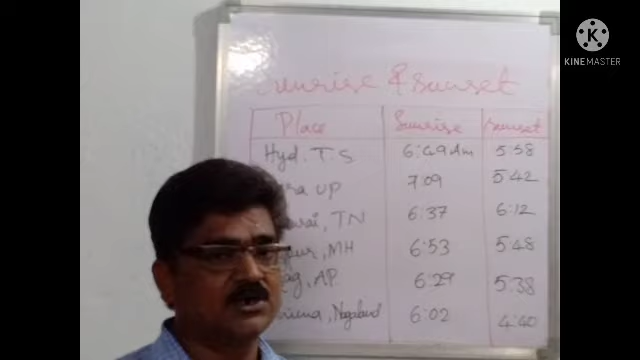 KINEMASTER
Sunrise & Sunset
Place Sunrise sunset
Hyd. T.S 6:49 Am 5:58
UP 7:09 5:42
TN 6:37 6:12
MH 6:53 5:48
AP. 6:29 5:38
Nagaland 6:02 4:40